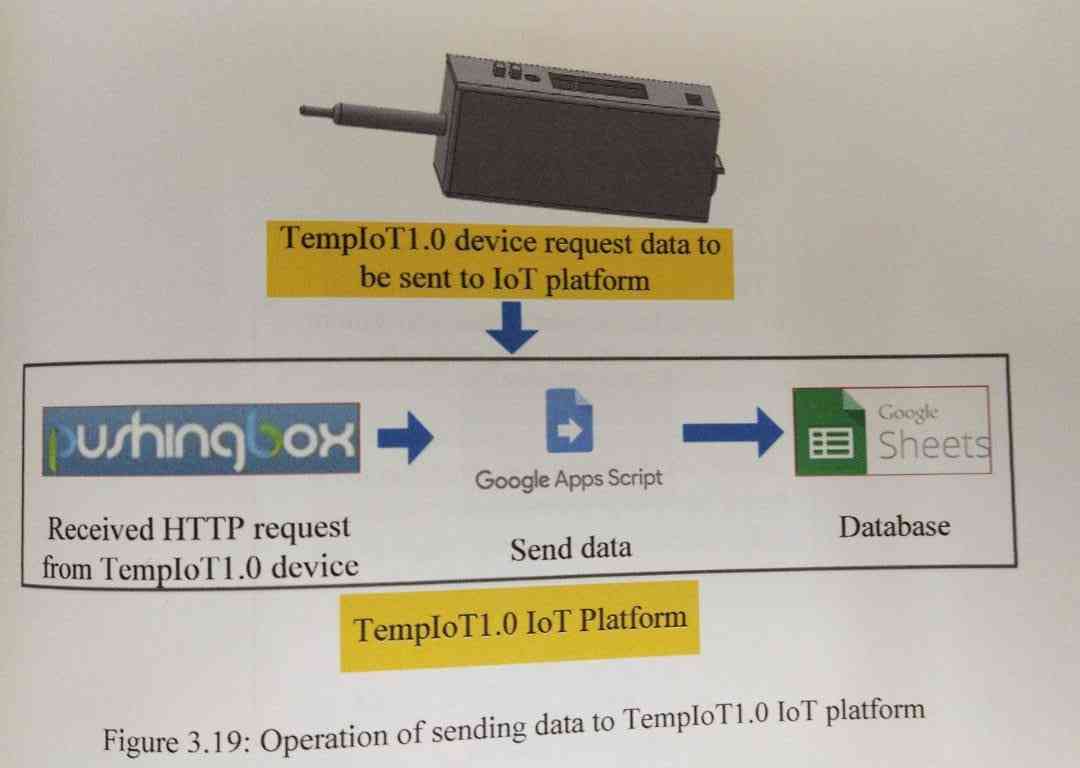 TempIoT1.0 device request data to
be sent to IoT platform
pushingbox
Google Apps Script
Google
Sheets
Received HTTP request
from TempIoT1.0 device
Send data
Database
TempIoT1.0 IoT Platform
Figure 3.19: Operation of sending data to TempIoT1.0 IoT platform